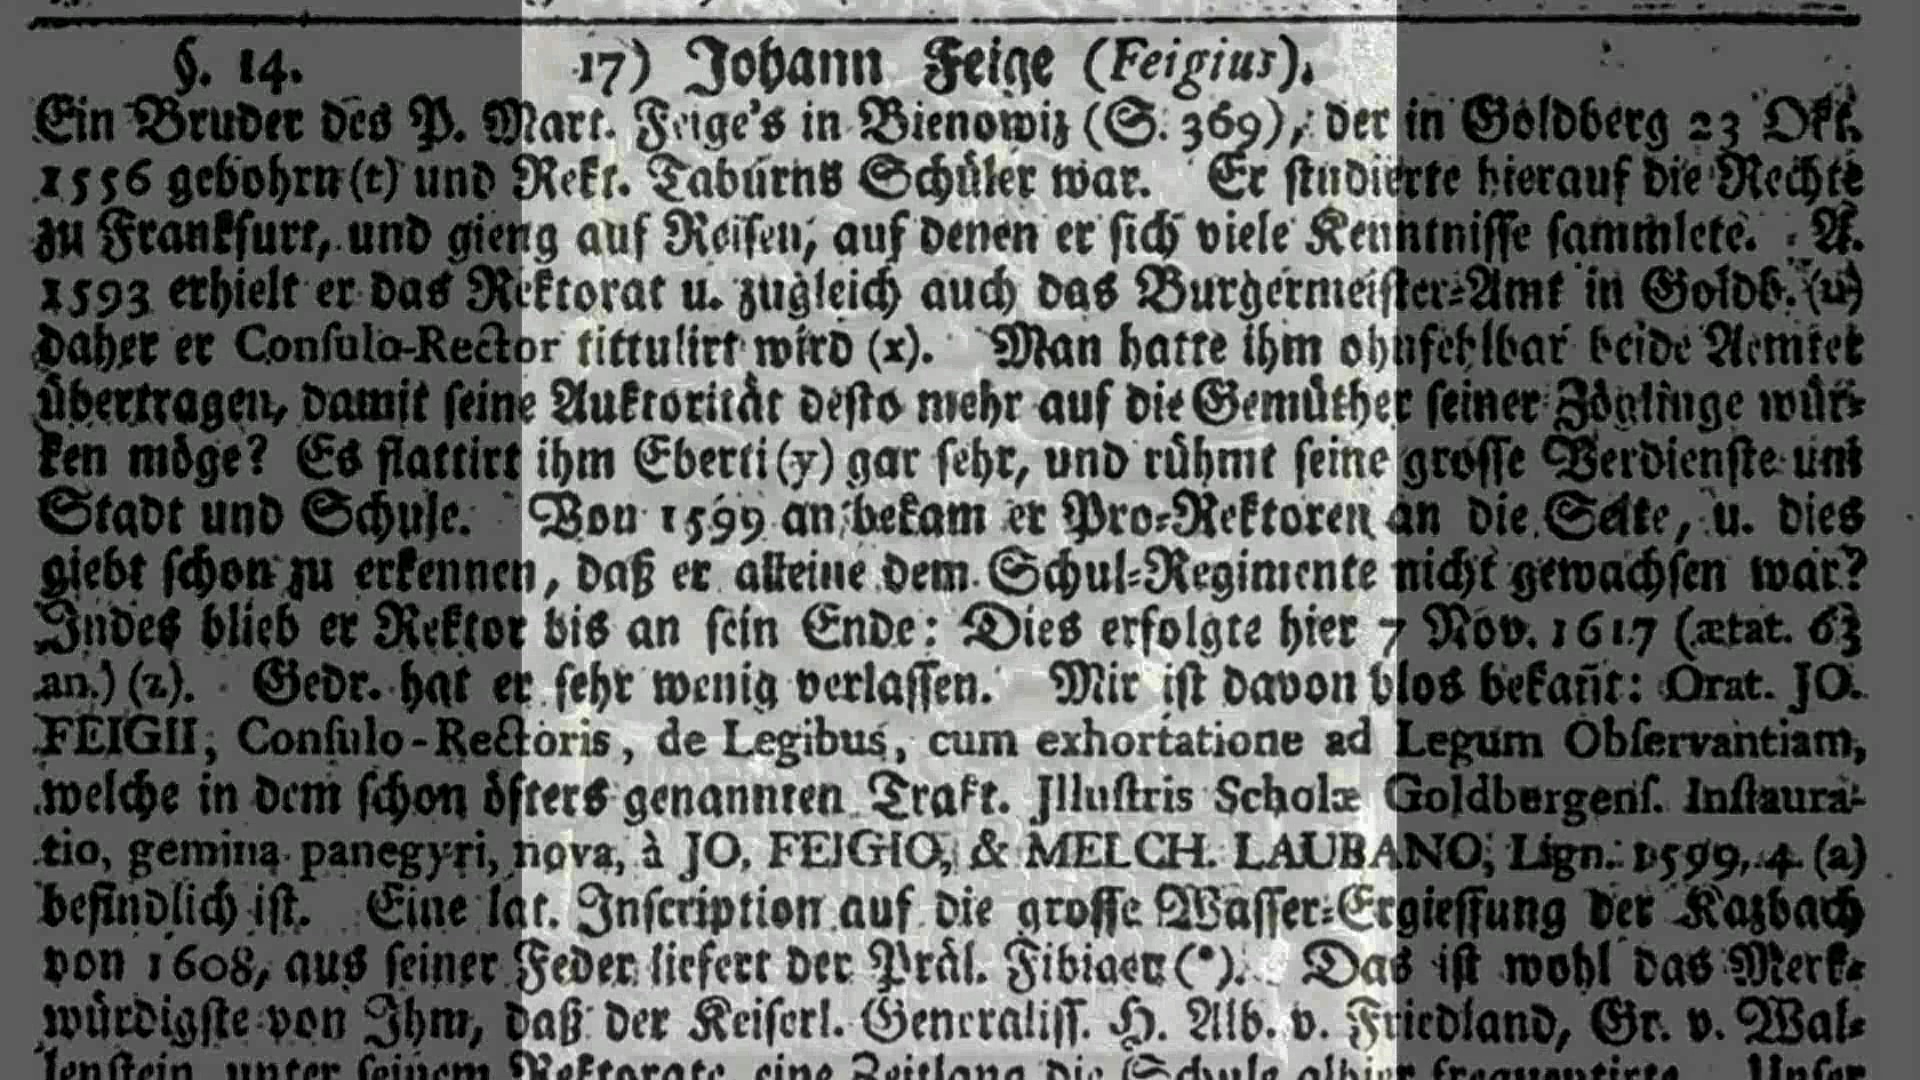 §. 14. 17) Johann Feige (Feigius).
Ein Bruder des P. Mart. Feige's in Bienowiz (S. 369), der in Goldberg 23 Okt.
1556 gebohrn (t) und Rekt. Taburns Schüler war. Er studierte hierauf die Rechte
zu Frankfurt, und gieng auf Reisen, auf denen er sich viele Kenntnisse sammlete. A.
1593 erhielt er das Rektorat u. zugleich auch das Burgermeister-Amt in Goldb. (u)
daher er Consulo-Rector tittulirt wird (x). Man hatte ihm ohnfehlbar beide Aemter
übertragen, damit seine Auktorität desto mehr auf die Gemüther seiner Zöglinge wür-
ken möge? Es flattirt ihm Eberti (y) gar sehr, und rühmt seine grosse Verdienste um
Stadt und Schule. Von 1599 an bekam er Pro-Rektoren an die Seite, u. dies
giebt schon zu erkennen, daß er alleine dem Schul-Regimente nicht gewachsen war?
Indes blieb er Rektor bis an sein Ende: Dies erfolgte hier 7 Nov. 1617 (ætat. 63
an.) (z). Gedr. hat er sehr wenig verlassen. Mir ist davon blos bekañt: Orat. JO.
FEIGII, Consulo-Rectoris, de Legibus, cum exhortatione ad Legum Observantiam,
welche in dem schon öfters genannten Trakt. Jllustris Scholæ Goldbergens. Instaura-
tio, gemina panegyri, nova, à JO. FEIGIO, & MELCH. LAUBANO, Lign. 1599, 4. (a)
befindlich ist. Eine lat. Inscription auf die grosse Wasser-Ergiessung der Kazbach
von 1608, aus seiner Feder liefert der Präl. Fibiger (*). Das ist wohl das Merk-
würdigste von Ihm, daß der Keiserl. Generaliss. H. Alb. v. Friedland, Gr. v. Wal-
lenstein, unter seinem Rektorate, eine Zeitlang die Schule alhier frequentirte. Unser